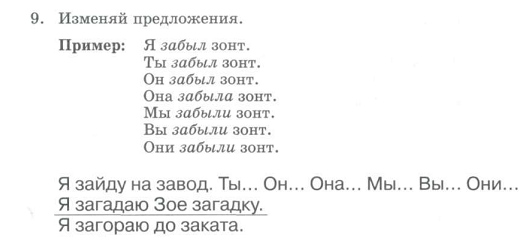 9. Изменяй предложения.
Пример: Я забыл зонт.
Ты забыл зонт.
Он забыл зонт.
Она забыла зонт.
Мы забыли зонт.
Вы забыли зонт.
Они забыли зонт.
Я зайду на завод. Ты... Он... Она... Мы... Вы... Они...
Я загадаю Зое загадку.
Я загораю до заката.